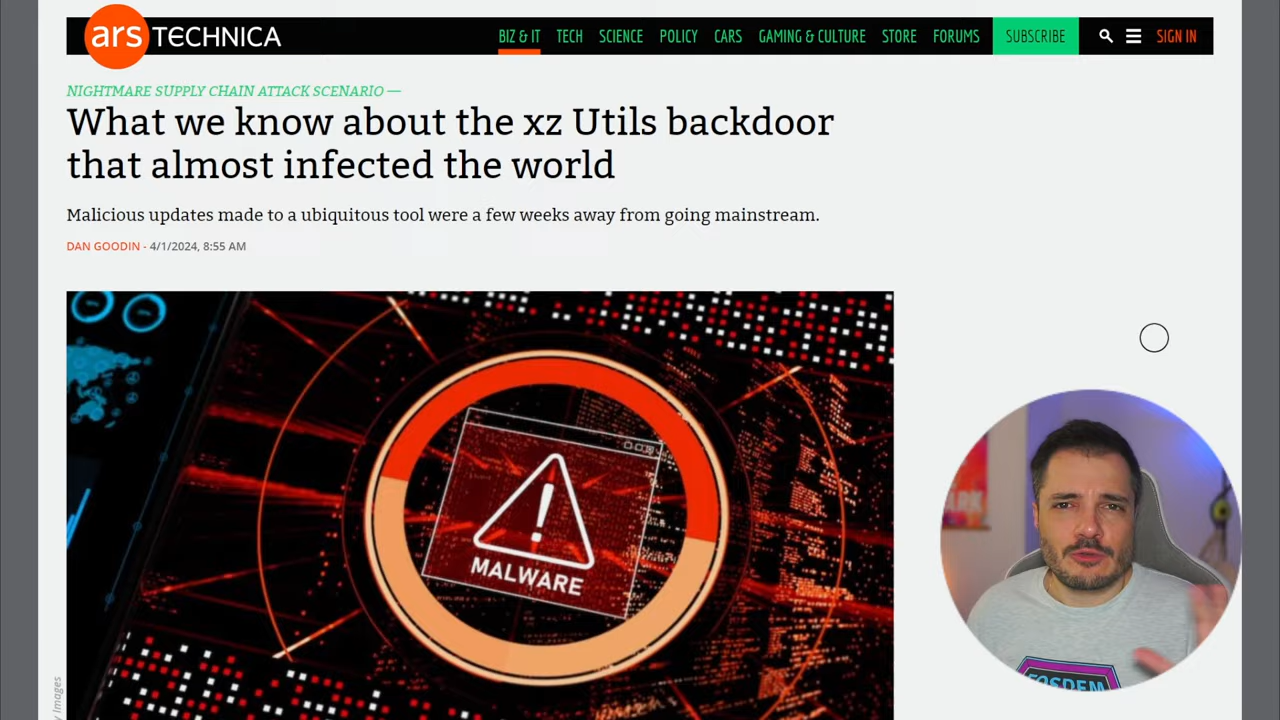 ars TECHNICA
BIZ & IT TECH SCIENCE POLICY CARS GAMING & CULTURE STORE FORUMS SUBSCRIBE SIGN IN
NIGHTMARE SUPPLY CHAIN ATTACK SCENARIO —
What we know about the xz Utils backdoor
that almost infected the world
Malicious updates made to a ubiquitous tool were a few weeks away from going mainstream.
DAN GOODIN - 4/1/2024, 8:55 AM
MALWARE
Images
FOSDEM